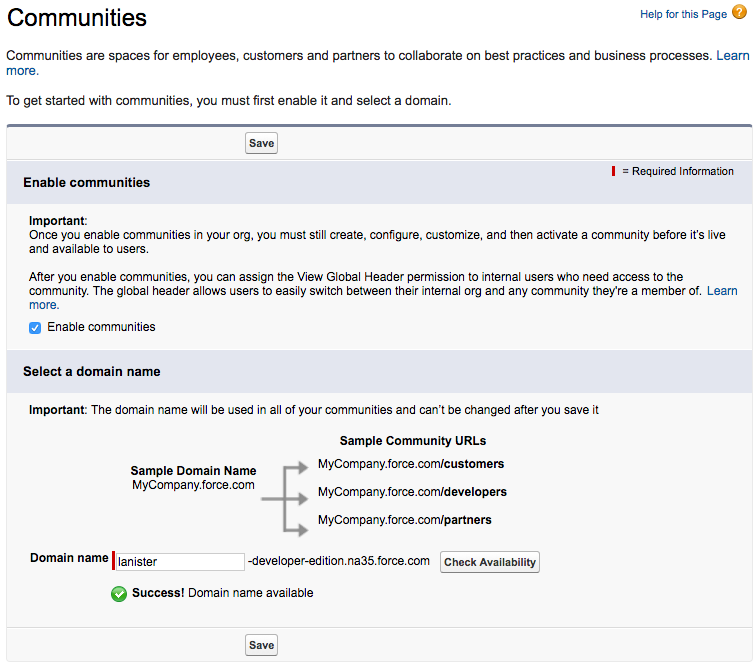 Communities
Help for this Page ?
Communities are spaces for employees, customers and partners to collaborate on best practices and business processes. Learn
more.
To get started with communities, you must first enable it and select a domain.
Save
Enable communities
= Required Information
Important:
Once you enable communities in your org, you must still create, configure, customize, and then activate a community before it's live
and available to users.
After you enable communities, you can assign the View Global Header permission to internal users who need access to the
community. The global header allows users to easily switch between their internal org and any community they're a member of. Learn
more.
Enable communities
Select a domain name
Important: The domain name will be used in all of your communities and can't be changed after you save it
Sample Community URLs
Sample Domain Name
MyCompany.force.com
MyCompany.force.com/customers
MyCompany.force.com/developers
MyCompany.force.com/partners
Domain name lanister -developer-edition.na35.force.com Check Availability
Success! Domain name available
Save